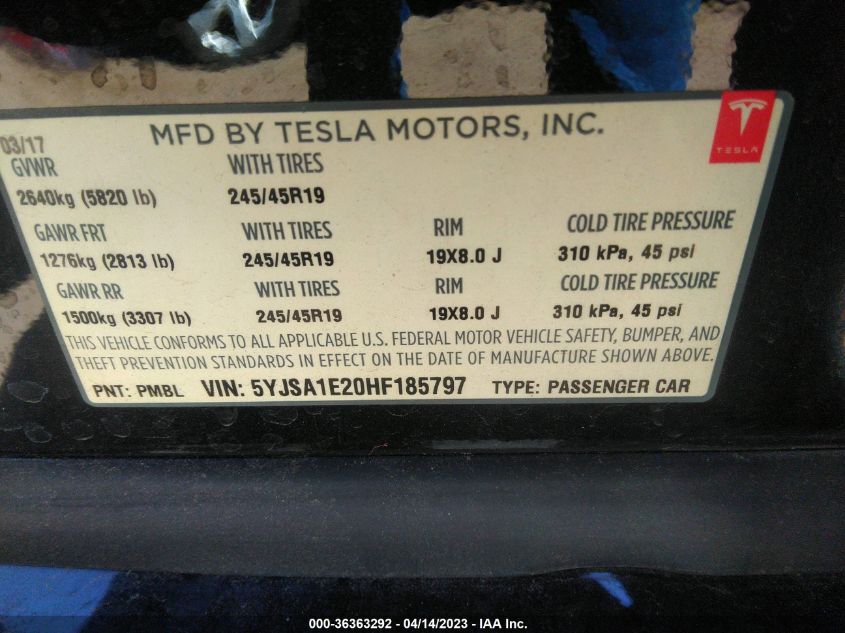 MFD BY TESLA MOTORS, INC.
TESLA
03/17
GVWR WITH TIRES
2640kg (5820 lb) 245/45R19
GAWR FRT WITH TIRES RIM COLD TIRE PRESSURE
1276kg (2813 lb) 245/45R19 19X8.0 J 310 kPa, 45 psi
GAWR RR WITH TIRES RIM COLD TIRE PRESSURE
1500kg (3307 lb) 245/45R19 19X8.0 J 310 kPa, 45 psi
THIS VEHICLE CONFORMS TO ALL APPLICABLE U.S. FEDERAL MOTOR VEHICLE SAFETY, BUMPER, AND
THEFT PREVENTION STANDARDS IN EFFECT ON THE DATE OF MANUFACTURE SHOWN ABOVE.
PNT: PMBL VIN: 5YJSA1E20HF185797 TYPE: PASSENGER CAR
000-36363292 - 04/14/2023 - IAA Inc.